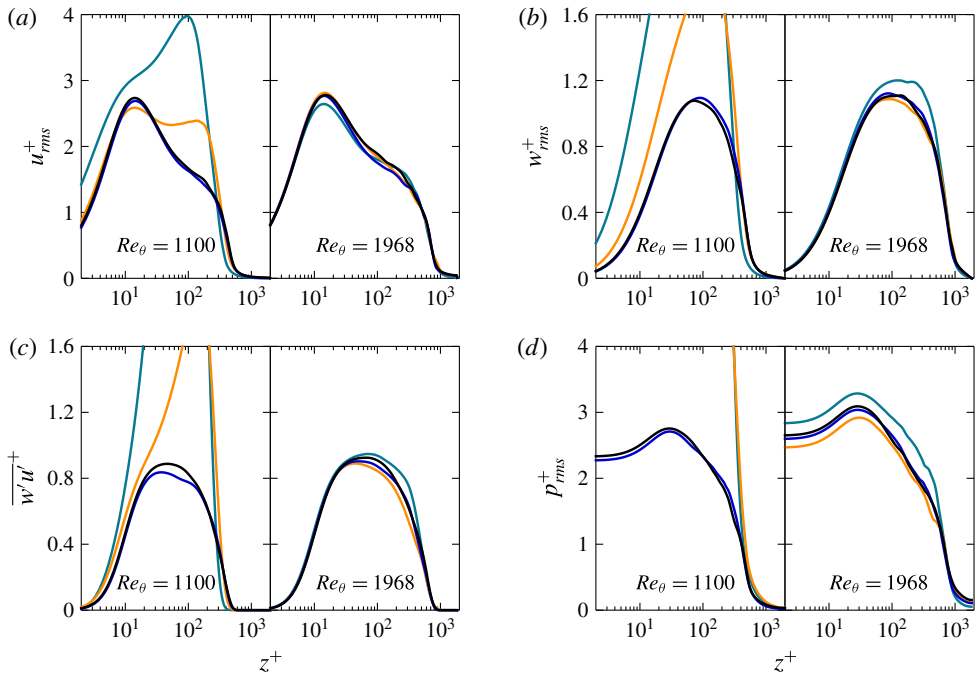 (a)
4
3
2
1
0
u⁺rms
Reθ = 1100
Reθ = 1968
10¹ 10² 10³ 10¹ 10² 10³
(b)
1.6
1.2
0.8
0.4
0
w⁺rms
Reθ = 1100
Reθ = 1968
10¹ 10² 10³ 10¹ 10² 10³
(c)
1.6
1.2
0.8
0.4
0
w′u′⁺
Reθ = 1100
Reθ = 1968
10¹ 10² 10³ 10¹ 10² 10³
z⁺
(d)
4
3
2
1
0
p⁺rms
Reθ = 1100
Reθ = 1968
10¹ 10² 10³ 10¹ 10² 10³
z⁺